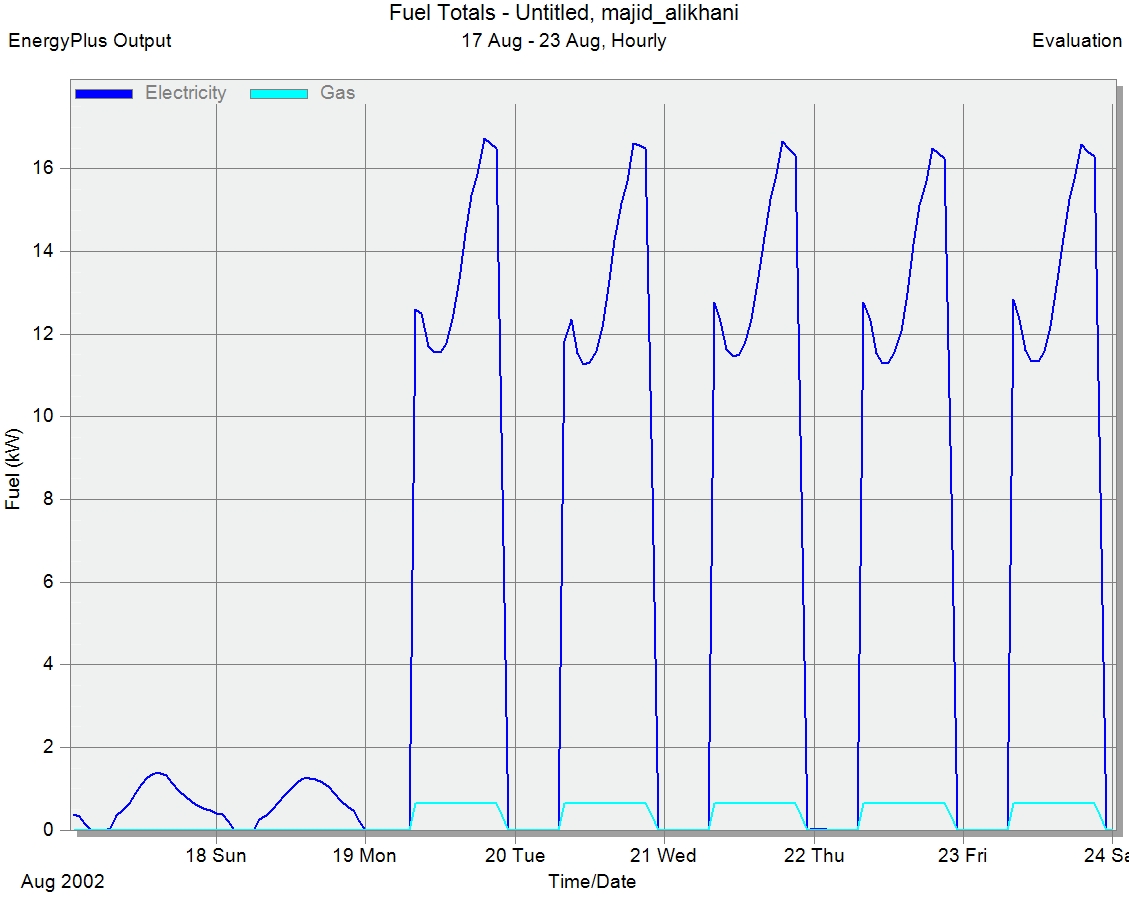 Fuel Totals - Untitled, majid_alikhani
EnergyPlus Output 17 Aug - 23 Aug, Hourly Evaluation
Electricity Gas
16
14
12
10
8
6
4
2
0
Fuel (kW)
18 Sun 19 Mon 20 Tue 21 Wed 22 Thu 23 Fri 24 Sa
Aug 2002 Time/Date